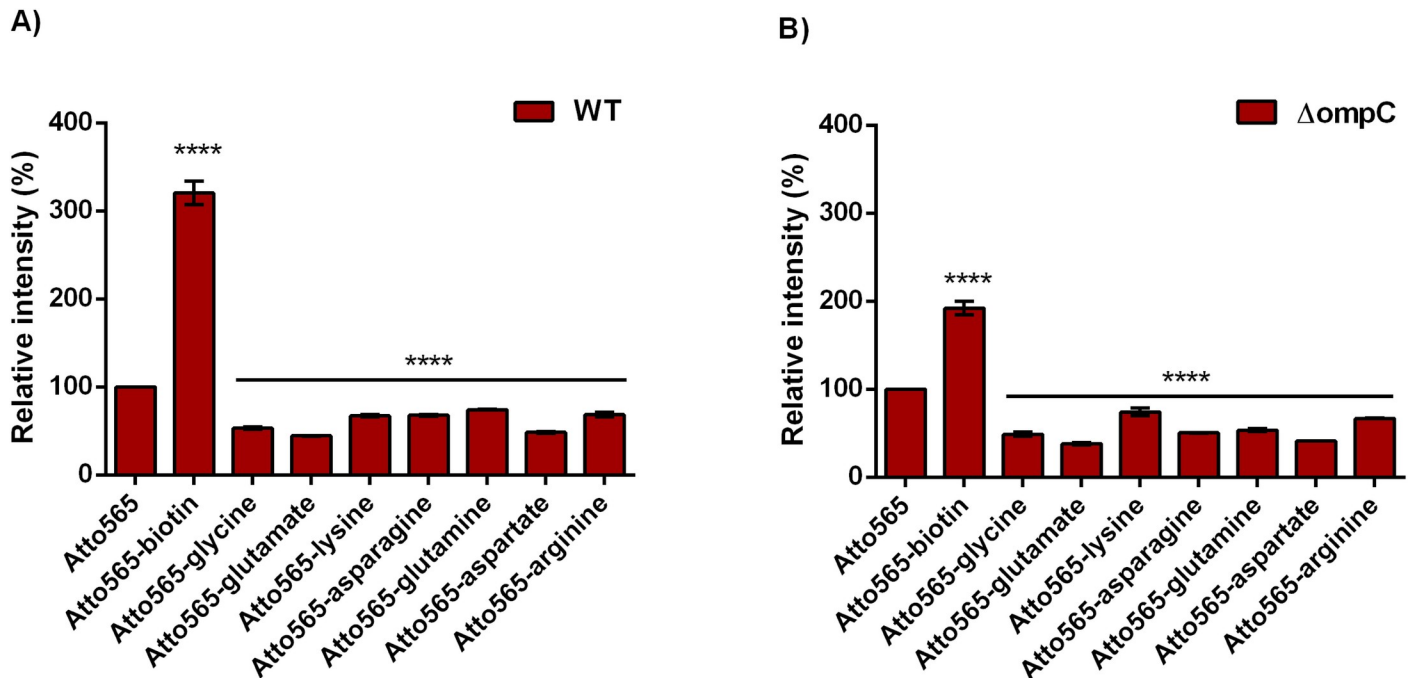 A)
WT
Relative intensity (%)
400
300
200
100
0
****
****
Atto565
Atto565-biotin
Atto565-glycine
Atto565-glutamate
Atto565-lysine
Atto565-asparagine
Atto565-glutamine
Atto565-aspartate
Atto565-arginine
B)
ΔompC
Relative intensity (%)
400
300
200
100
0
****
****
Atto565
Atto565-biotin
Atto565-glycine
Atto565-glutamate
Atto565-lysine
Atto565-asparagine
Atto565-glutamine
Atto565-aspartate
Atto565-arginine